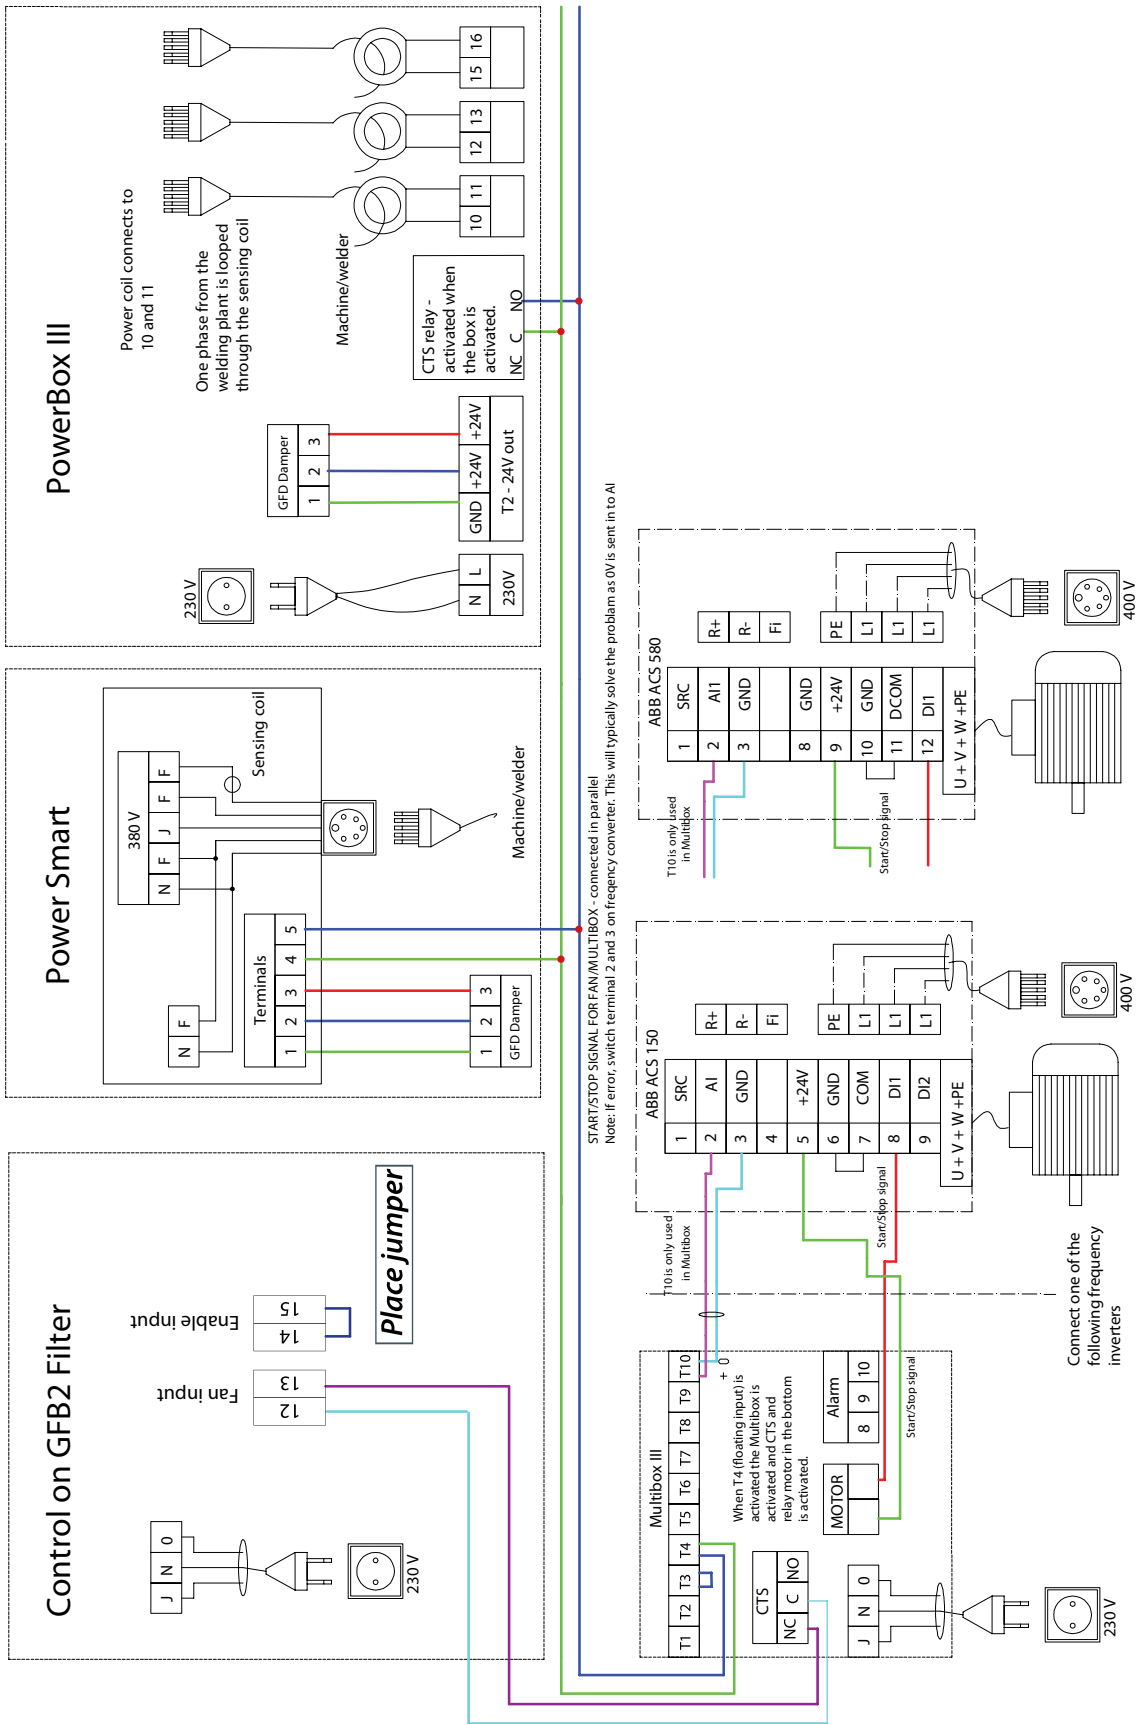 Control on GFB2 Filter
J N 0
230 V
Fan input
12 13
Enable input
14 15
Place jumper
Power Smart
N F
380 V
N F J F F
Sensing coil
Terminals
1 2 3 4 5
1 2 3
GFD Damper
Machine/welder
PowerBox III
230 V
N L
230V
GFD Damper
1 2 3
GND +24V +24V
T2 - 24V out
Power coil connects to
10 and 11
One phase from the
welding plant is looped
through the sensing coil
Machine/welder
CTS relay -
activated when
the box is
activated.
NC C NO
10 11
12 13
15 16
START/STOP SIGNAL FOR FAN/MULTIBOX - connected in parallel
Note: If error, switch terminal 2 and 3 on freqency converter. This will typically solve the problam as 0V is sent in to AI
Multibox III
T1 T2 T3 T4 T5 T6 T7 T8 T9 T10
+ 0
When T4 (floating input) is
activated the Multibox is
activated and CTS and
relay motor in the bottom
is activated.
CTS
NC C NO
MOTOR
Alarm
8 9 10
J N 0
230 V
Start/Stop signal
T10 is only used
in Multibox
Start/Stop signal
Connect one of the
following frequency
inverters
ABB ACS 150
1 SRC
2 AI
3 GND
4
5 +24V
6 GND
7 COM
8 DI1
9 DI2
U + V + W +PE
R+
R-
Fi
PE
L1
L1
L1
400 V
T10 is only used
in Multibox
Start/Stop signal
ABB ACS 580
1 SRC
2 AI1
3 GND
8 GND
9 +24V
10 GND
11 DCOM
12 DI1
U + V + W +PE
R+
R-
Fi
PE
L1
L1
L1
400 V